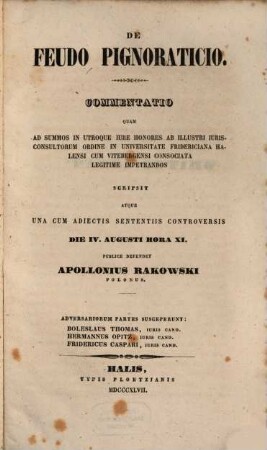 DE
FEUDO PIGNORATICIO.
COMMENTATIO
QUAM
AD SUMMOS IN UTROQUE IURE HONORES AB ILLUSTRI IURIS-
CONSULTORUM ORDINE IN UNIVERSITATE FRIDERICIANA HA-
LENSI CUM VITEBERGENSI CONSOCIATA
LEGITIME IMPETRANDOS
SCRIPSIT
ATQUE
UNA CUM ADIECTIS SENTENTIIS CONTROVERSIS
DIE IV. AUGUSTI HORA XI.
PUBLICE DEFENDET
APOLLONIUS RAKOWSKI
POLONUS.
ADVERSARIORUM PARTES SUSCEPERUNT:
BOLESLAUS THOMAS, IURIS CAND.
HERMANNUS OPITZ, IURIS CAND.
FRIDERICUS CASPARI, IURIS CAND.
HALIS,
TYPIS PLOETZIANIS
MDCCCXLVII.